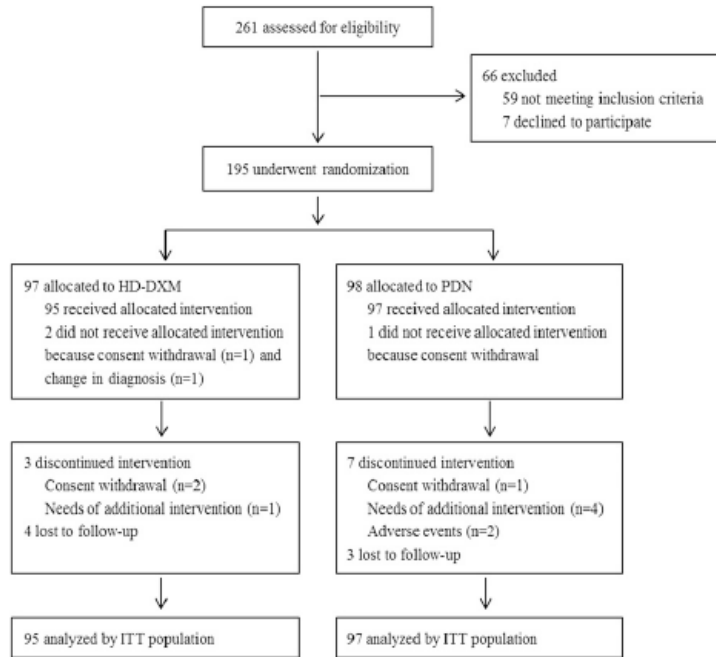 261 assessed for eligibility
66 excluded
59 not meeting inclusion criteria
7 declined to participate
195 underwent randomization
97 allocated to HD-DXM
95 received allocated intervention
2 did not receive allocated intervention
because consent withdrawal (n=1) and
change in diagnosis (n=1)
98 allocated to PDN
97 received allocated intervention
1 did not receive allocated intervention
because consent withdrawal
3 discontinued intervention
Consent withdrawal (n=2)
Needs of additional intervention (n=1)
4 lost to follow-up
7 discontinued intervention
Consent withdrawal (n=1)
Needs of additional intervention (n=4)
Adverse events (n=2)
3 lost to follow-up
95 analyzed by ITT population
97 analyzed by ITT population